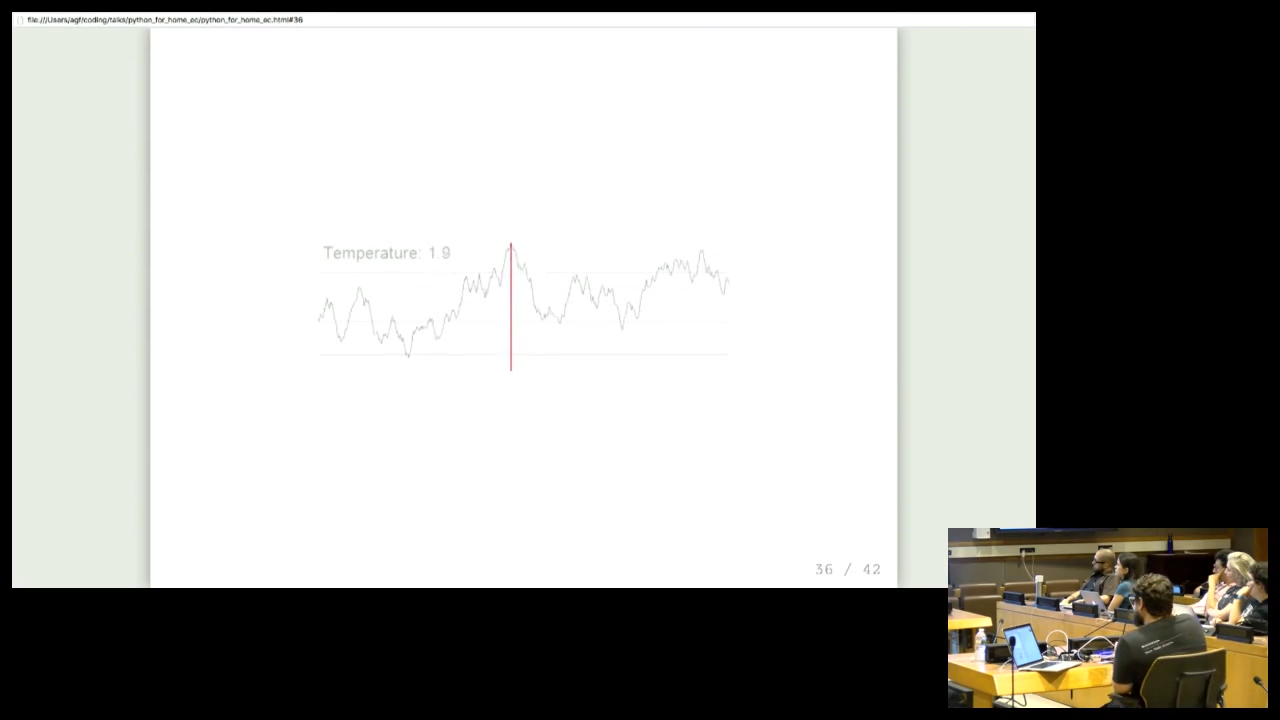 file:///Users/agf/coding/talks/python_for_home_ec/python_for_home_ec.html#36
Temperature: 1.9
36 / 42